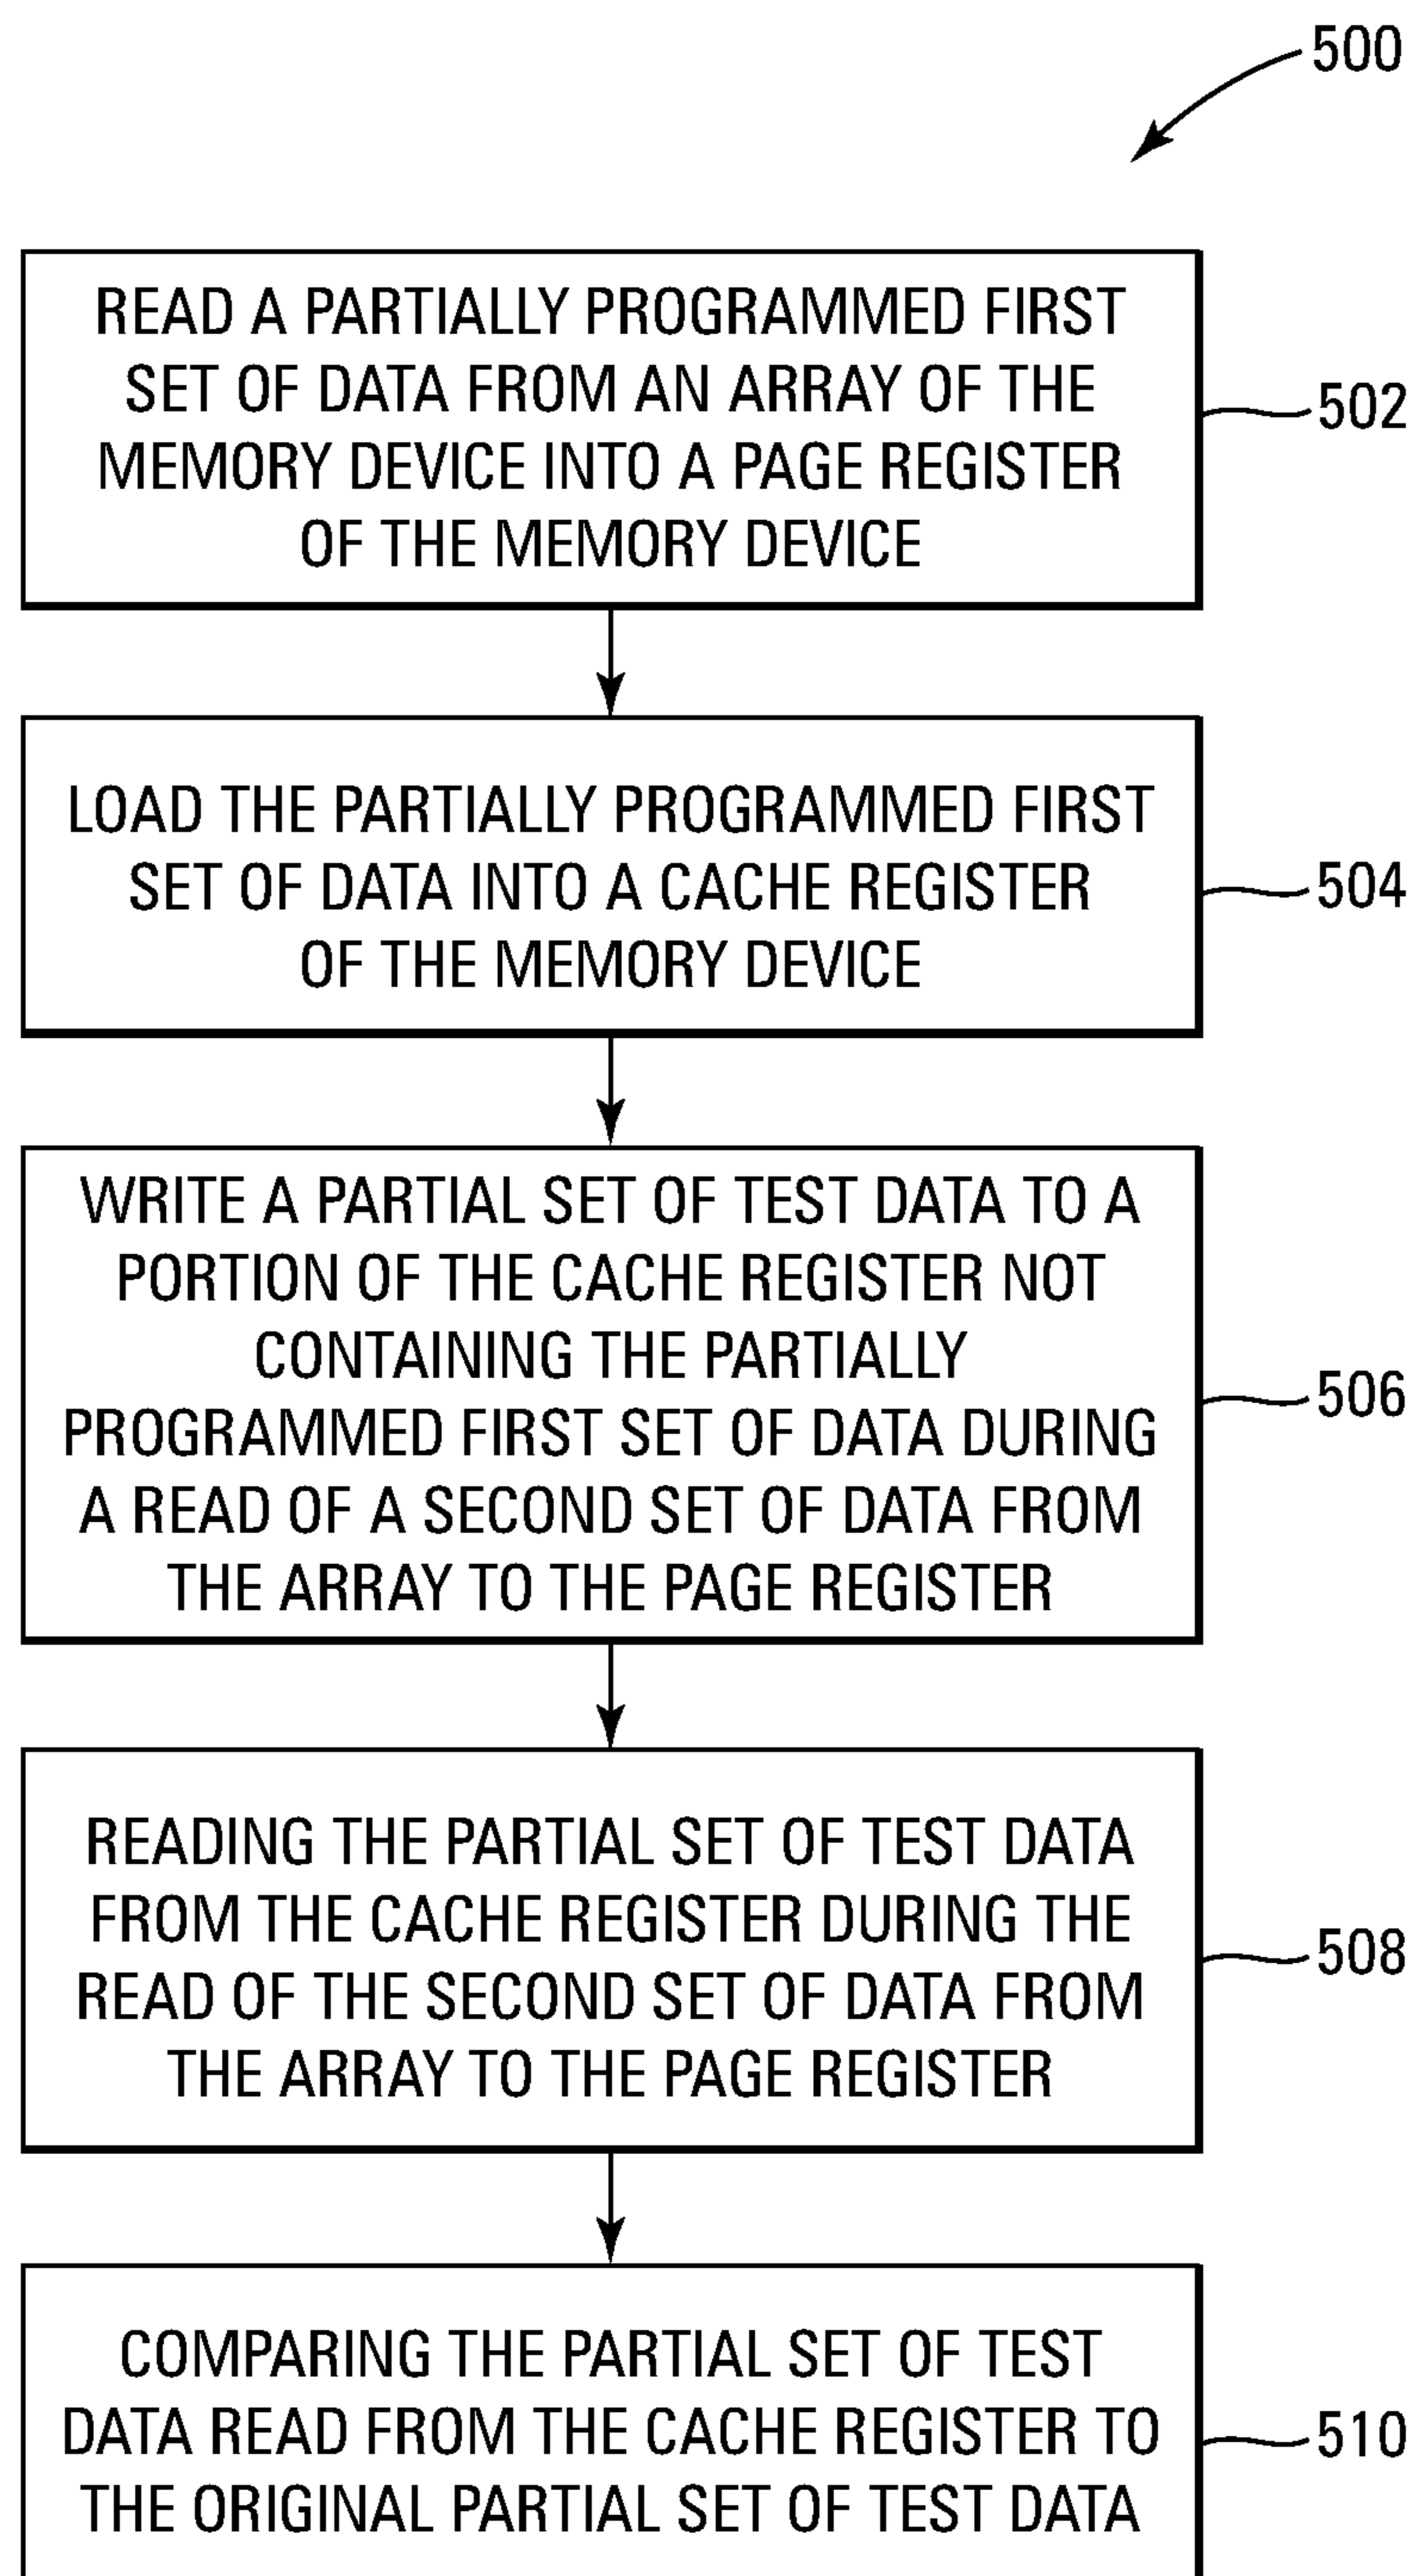 500
READ A PARTIALLY PROGRAMMED FIRST
SET OF DATA FROM AN ARRAY OF THE
MEMORY DEVICE INTO A PAGE REGISTER
OF THE MEMORY DEVICE
502
LOAD THE PARTIALLY PROGRAMMED FIRST
SET OF DATA INTO A CACHE REGISTER
OF THE MEMORY DEVICE
504
WRITE A PARTIAL SET OF TEST DATA TO A
PORTION OF THE CACHE REGISTER NOT
CONTAINING THE PARTIALLY
PROGRAMMED FIRST SET OF DATA DURING
A READ OF A SECOND SET OF DATA FROM
THE ARRAY TO THE PAGE REGISTER
506
READING THE PARTIAL SET OF TEST DATA
FROM THE CACHE REGISTER DURING THE
READ OF THE SECOND SET OF DATA FROM
THE ARRAY TO THE PAGE REGISTER
508
COMPARING THE PARTIAL SET OF TEST
DATA READ FROM THE CACHE REGISTER TO
THE ORIGINAL PARTIAL SET OF TEST DATA
510